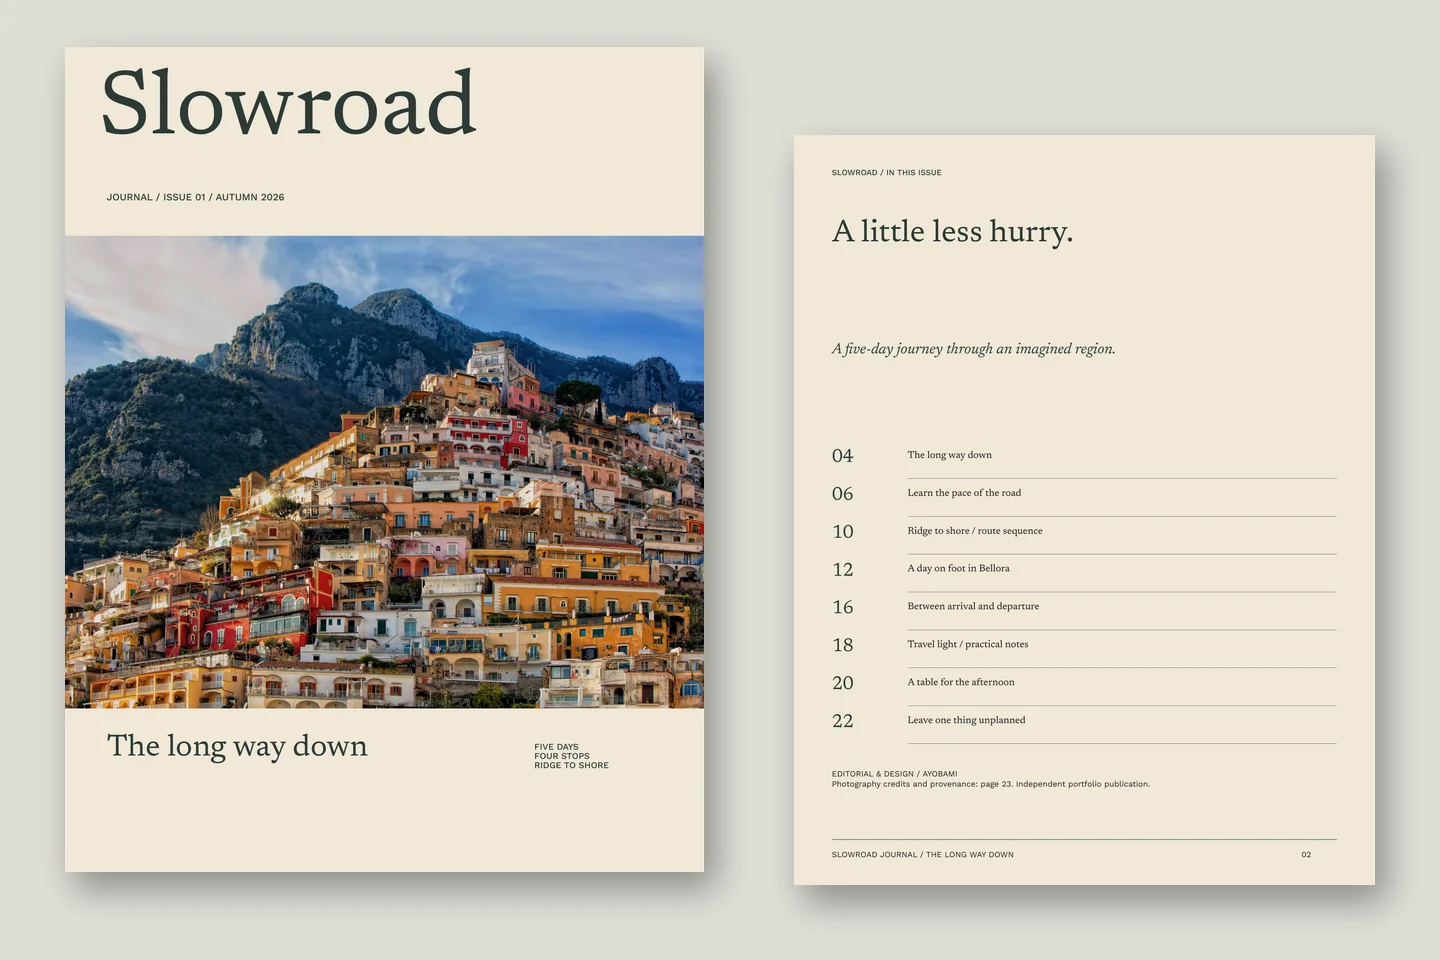 Slowroad
JOURNAL / ISSUE 01 / AUTUMN 2026
The long way down
FIVE DAYS
FOUR STOPS
RIDGE TO SHORE
SLOWROAD / IN THIS ISSUE
A little less hurry.
A five-day journey through an imagined region.
04 The long way down
06 Learn the pace of the road
10 Ridge to shore / route sequence
12 A day on foot in Bellora
16 Between arrival and departure
18 Travel light / practical notes
20 A table for the afternoon
22 Leave one thing unplanned
EDITORIAL & DESIGN / AYOBAMI
Photography credits and provenance: page 23. Independent portfolio publication.
SLOWROAD JOURNAL / THE LONG WAY DOWN 02